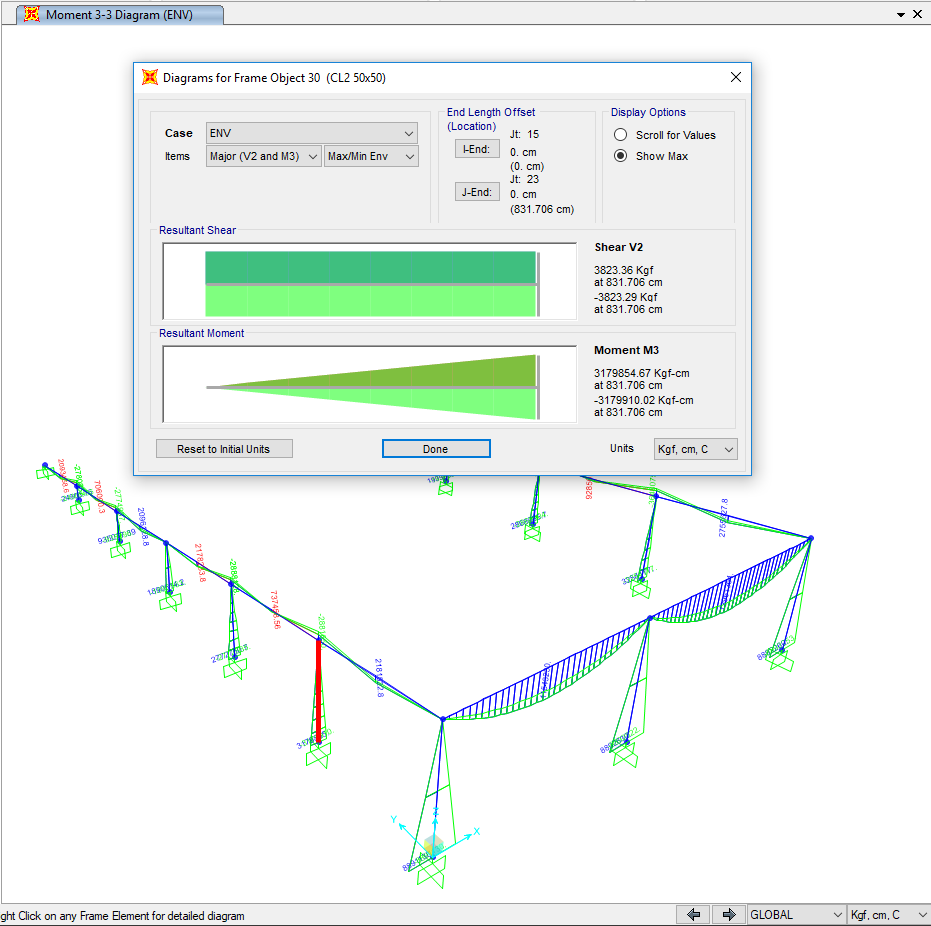 Moment 3-3 Diagram (ENV)
Diagrams for Frame Object 30 (CL2 50x50)
Case
ENV
Items
Major (V2 and M3)
Max/Min Env
End Length Offset
(Location)
I-End:
Jt: 15
0. cm
(0. cm)
J-End:
Jt: 23
0. cm
(831.706 cm)
Display Options
Scroll for Values
Show Max
Resultant Shear
Shear V2
3823.36 Kgf
at 831.706 cm
-3823.29 Kgf
at 831.706 cm
Resultant Moment
Moment M3
3179854.67 Kgf-cm
at 831.706 cm
-3179910.02 Kgf-cm
at 831.706 cm
Reset to Initial Units
Done
Units
Kgf, cm, C
Y
Z
X
ght Click on any Frame Element for detailed diagram
GLOBAL
Kgf, cm, C